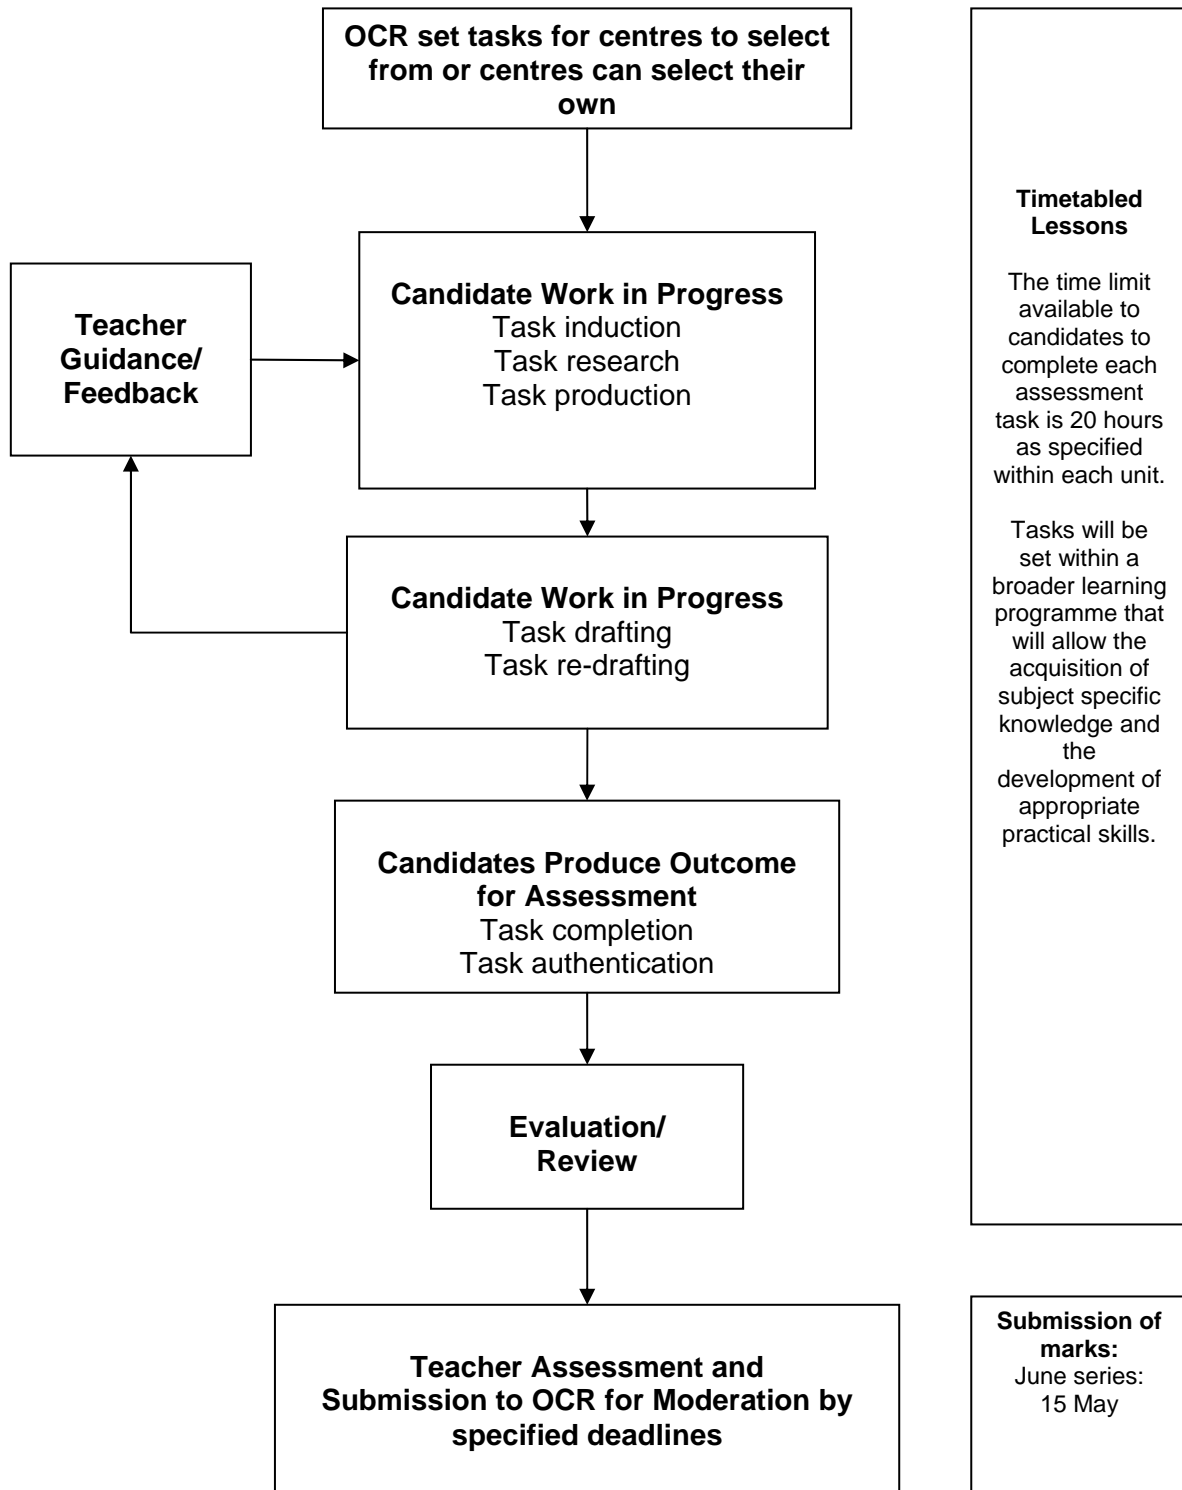 OCR set tasks for centres to select
from or centres can select their
own
Teacher
Guidance/
Feedback
Candidate Work in Progress
Task induction
Task research
Task production
Candidate Work in Progress
Task drafting
Task re-drafting
Candidates Produce Outcome
for Assessment
Task completion
Task authentication
Evaluation/
Review
Teacher Assessment and
Submission to OCR for Moderation by
specified deadlines
Timetabled
Lessons
The time limit
available to
candidates to
complete each
assessment
task is 20 hours
as specified
within each unit.
Tasks will be
set within a
broader learning
programme that
will allow the
acquisition of
subject specific
knowledge and
the
development of
appropriate
practical skills.
Submission of
marks:
June series:
15 May